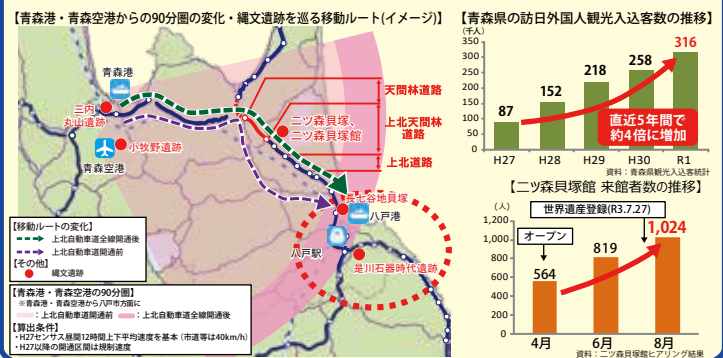 【青森港・青森空港からの90分圏の変化・縄文遺跡を巡る移動ルート(イメージ)】
青森港
三内
丸山遺跡
青森空港
小牧野遺跡
二ツ森貝塚、
二ツ森貝塚館
天間林道路
上北天間林
道路
上北道路
長七谷地貝塚
八戸港
八戸駅
是川石器時代遺跡
【移動ルートの変化】
：上北自動車道全線開通後
：上北自動車道開通前
【その他】
：縄文遺跡
【青森港・青森空港の90分圏】
※青森港・青森空港から八戸市方面に
：上北自動車道開通前
：上北自動車道全線開通後
【算出条件】
・H27センサス昼間12時間上下平均速度を基本（市道等は40km/h）
・H27以降の開通区間は規制速度
【青森県の訪日外国人観光入込客数の推移】
(千人)
350
300
250
200
150
100
50
0
87
152
218
258
316
直近5年間で
約4倍に増加
H27
H28
H29
H30
R1
資料：青森県観光入込客統計
【二ツ森貝塚館 来館者数の推移】
(人)
1,200
1,000
800
600
400
200
0
世界遺産登録(R3.7.27)
オープン
564
819
1,024
4月
6月
8月
資料：二ツ森貝塚館ヒアリング結果